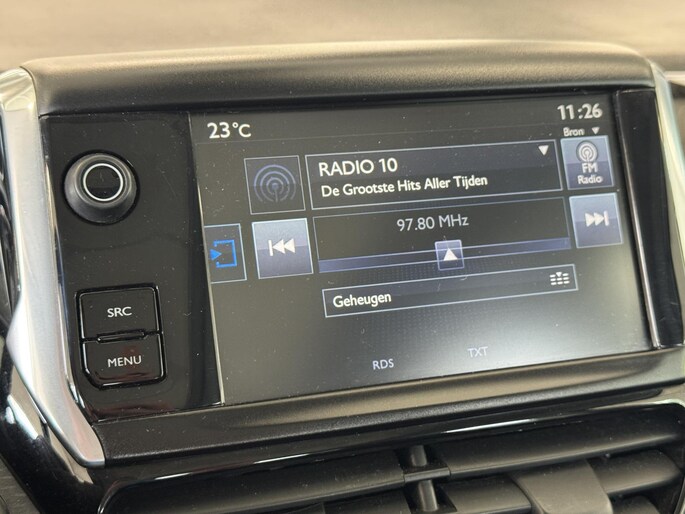 23 °C
11:26
Bron
RADIO 10
De Grootste Hits Aller Tijden
FM
Radio
97.80 MHz
Geheugen
SRC
MENU
RDS
TXT